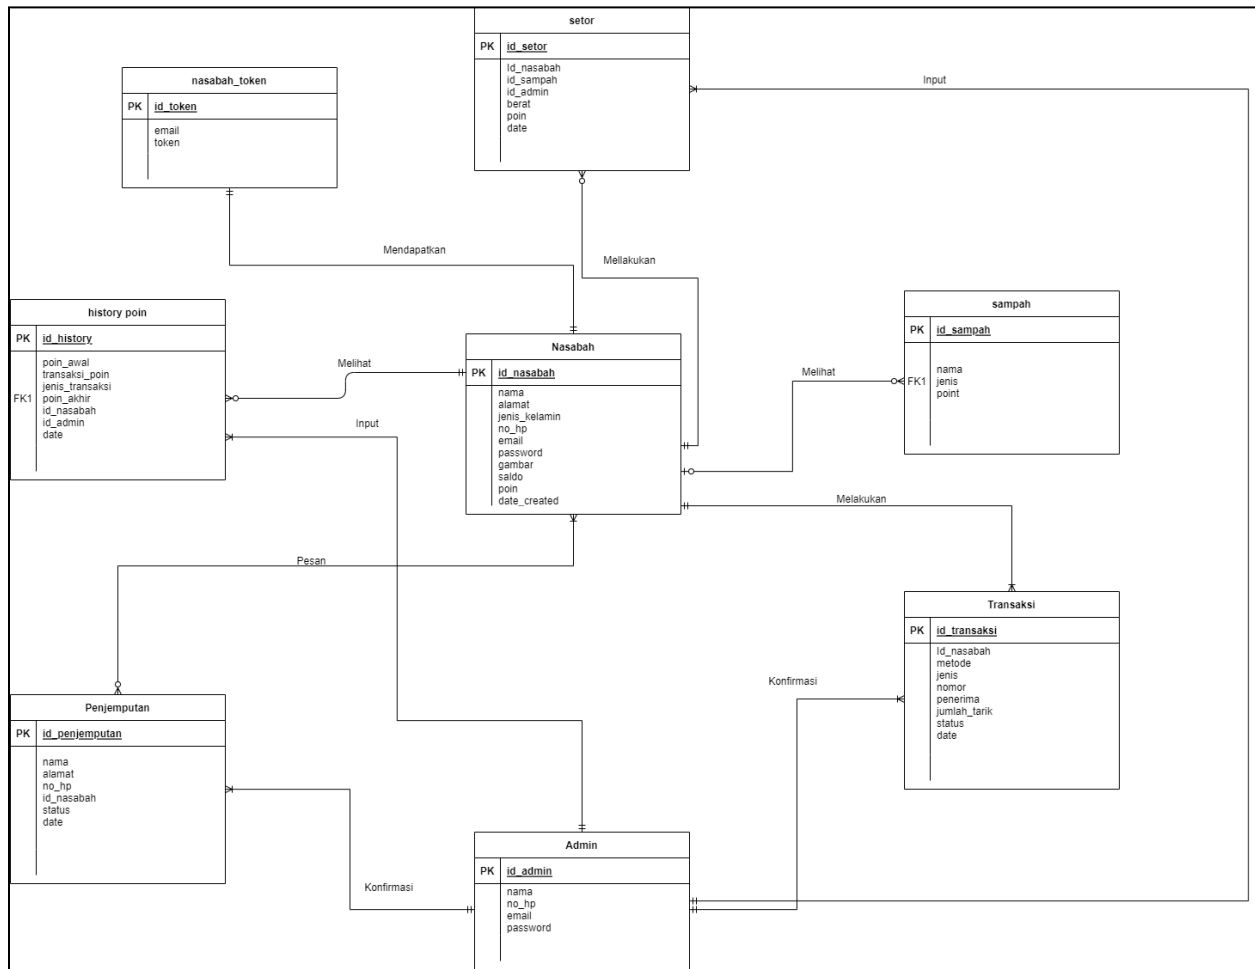 setor
PK id_setor
Id_nasabah
id_sampah
id_admin
berat
poin
date
Input
nasabah_token
PK id_token
email
token
Mendapatkan
Mellakukan
history poin
PK id_history
poin_awal
transaksi_poin
jenis_transaksi
FK1 poin_akhir
id_nasabah
id_admin
date
Melihat
Input
Nasabah
PK id_nasabah
nama
alamat
jenis_kelamin
no_hp
email
password
gambar
saldo
poin
date_created
Melihat
sampah
PK id_sampah
nama
FK1 jenis
point
Melakukan
Pesan
Transaksi
PK id_transaksi
Id_nasabah
metode
jenis
nomor
penerima
jumlah_tarik
status
date
Konfirmasi
Penjemputan
PK id_penjemputan
nama
alamat
no_hp
id_nasabah
status
date
Konfirmasi
Admin
PK id_admin
nama
no_hp
email
password